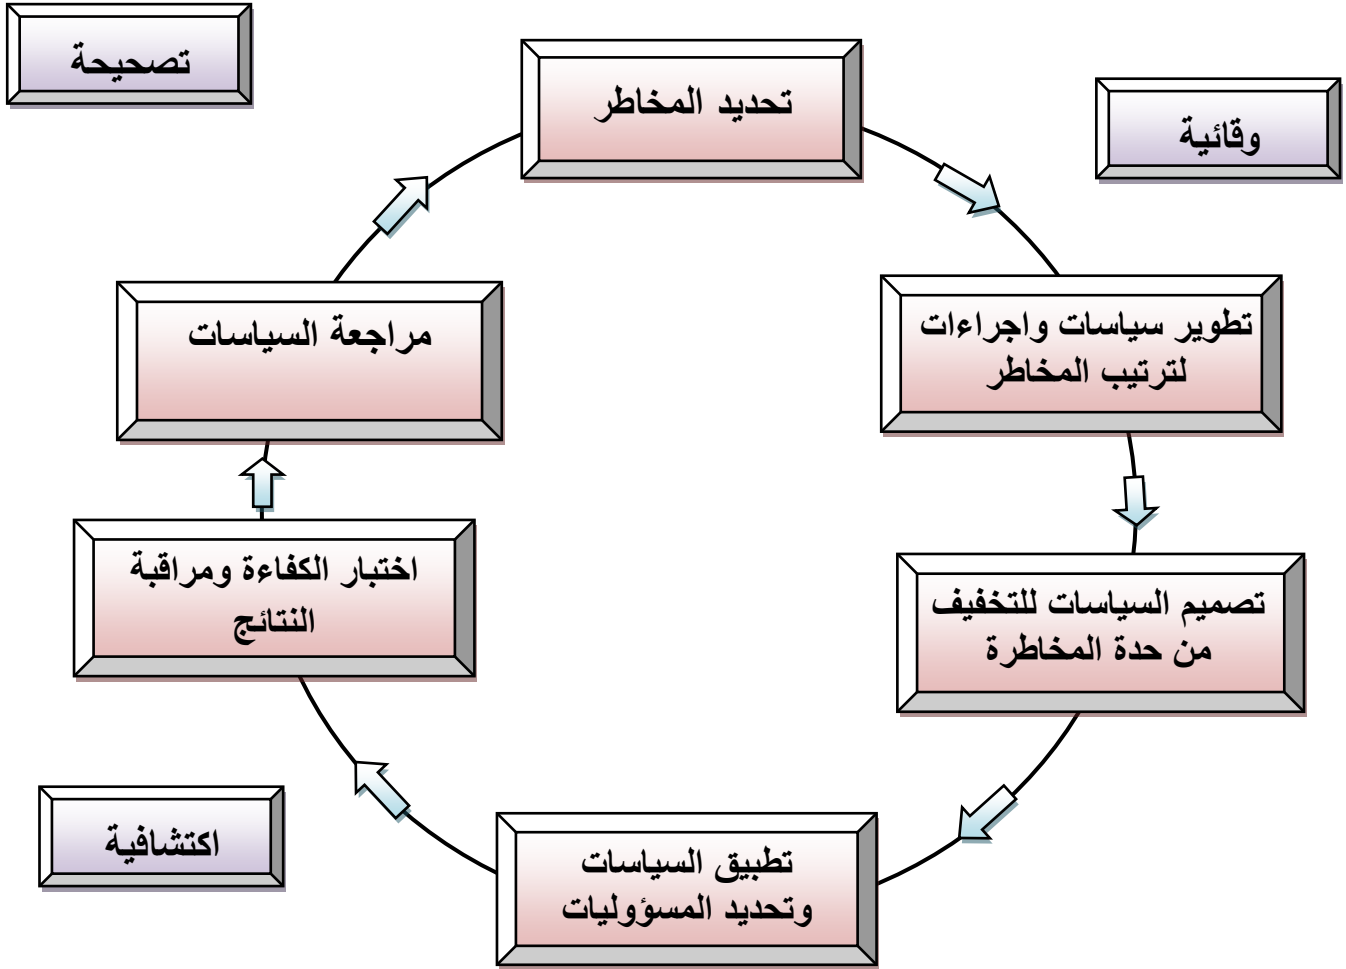 تصحيحة
تحديد المخاطر
وقائية
تطوير سياسات واجراءات
لترتيب المخاطر
تصميم السياسات للتخفيف
من حدة المخاطرة
تطبيق السياسات
وتحديد المسؤوليات
اكتشافية
اختبار الكفاءة ومراقبة
النتائج
مراجعة السياسات